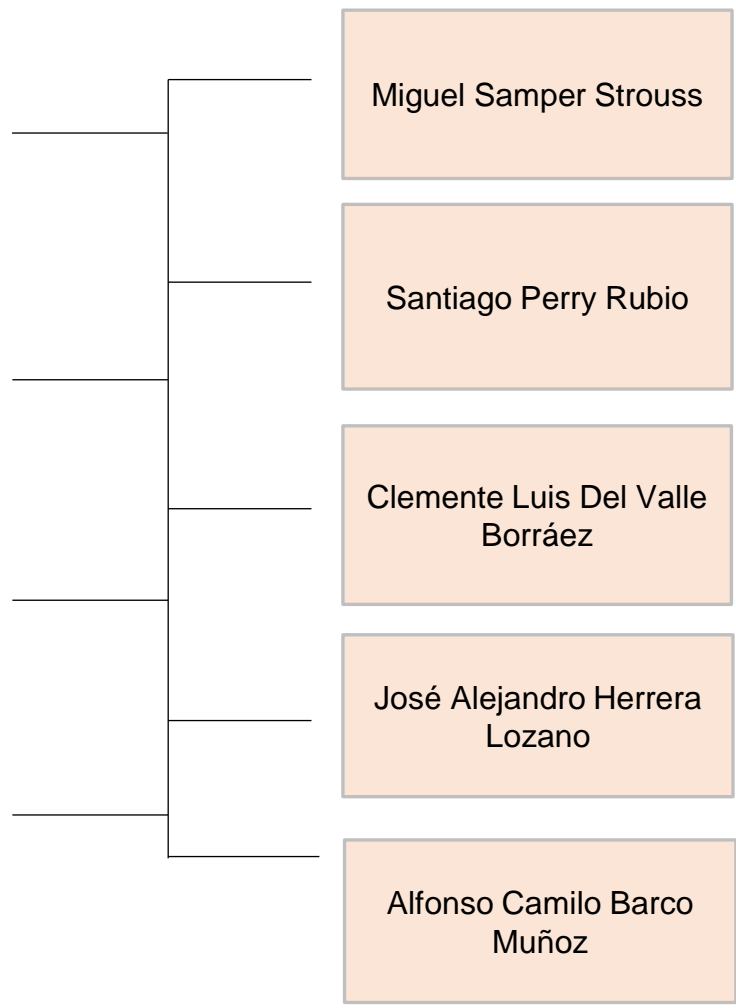 Miguel Samper Strouss
Santiago Perry Rubio
Clemente Luis Del Valle
Borráez
José Alejandro Herrera
Lozano
Alfonso Camilo Barco
Muñoz